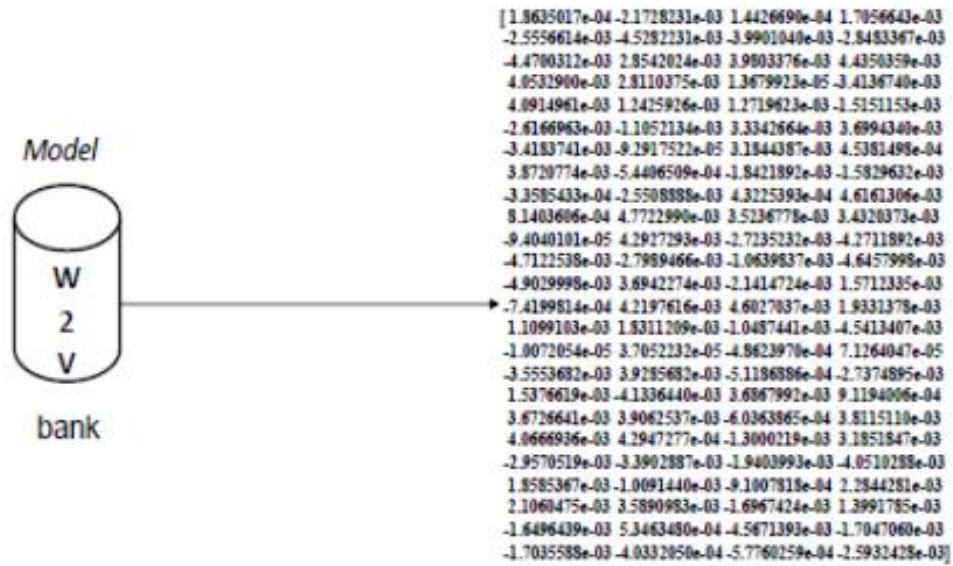 Model
W
2
V
bank
[ 1.8635017e-04 -2.1728231e-03 1.4426690e-04 1.7056643e-03
-2.5556614e-03 -4.5282231e-03 -3.9901040e-03 -2.8483367e-03
-4.4700312e-03 2.8542024e-03 3.9803376e-03 4.4350359e-03
4.0532900e-03 2.8110375e-03 1.3679923e-05 -3.4136740e-03
4.0914961e-03 1.2425926e-03 1.2719623e-03 -1.5151153e-03
-2.6166963e-03 -1.1052134e-03 3.3342664e-03 3.6994340e-03
-3.4183741e-03 -9.2917522e-05 3.1844387e-03 4.5381498e-04
3.8720774e-03 -5.4406509e-04 -1.8421892e-03 -1.5829632e-03
-3.3585433e-04 -2.5508888e-03 4.3225393e-04 4.6161306e-03
8.1403606e-04 4.7722990e-03 3.5236778e-03 3.4320373e-03
-9.4040101e-05 4.2927293e-03 -2.7235232e-03 -4.2711892e-03
-4.7122538e-03 -2.7989466e-03 -1.0639837e-03 -4.6457998e-03
-4.9029998e-03 3.6942274e-03 -2.1414724e-03 1.5712335e-03
-7.4199814e-04 4.2197616e-03 4.6027037e-03 1.9331378e-03
1.1099103e-03 1.8311209e-03 -1.0487441e-03 -4.5413407e-03
-1.0072054e-05 3.7052232e-05 -4.8623970e-04 7.1264047e-05
-3.5553682e-03 3.9285682e-03 -5.1186886e-04 -2.7374895e-03
1.5376619e-03 -4.1336440e-03 3.6867992e-03 9.1194006e-04
3.6726641e-03 3.9062537e-03 -6.0363865e-04 3.8115110e-03
4.0666936e-03 4.2947277e-04 -1.3000219e-03 3.1851847e-03
-2.9570519e-03 -3.3902887e-03 -1.9403993e-03 -4.0510288e-03
1.8585367e-03 -1.0091440e-03 -9.1007818e-04 2.2844281e-03
2.1060475e-03 3.5890983e-03 -1.6967424e-03 1.3991785e-03
-1.6496439e-03 5.3463480e-04 -4.5671393e-03 -1.7047060e-03
-1.7035588e-03 -4.0332050e-04 -5.7760259e-04 -2.5932428e-03]